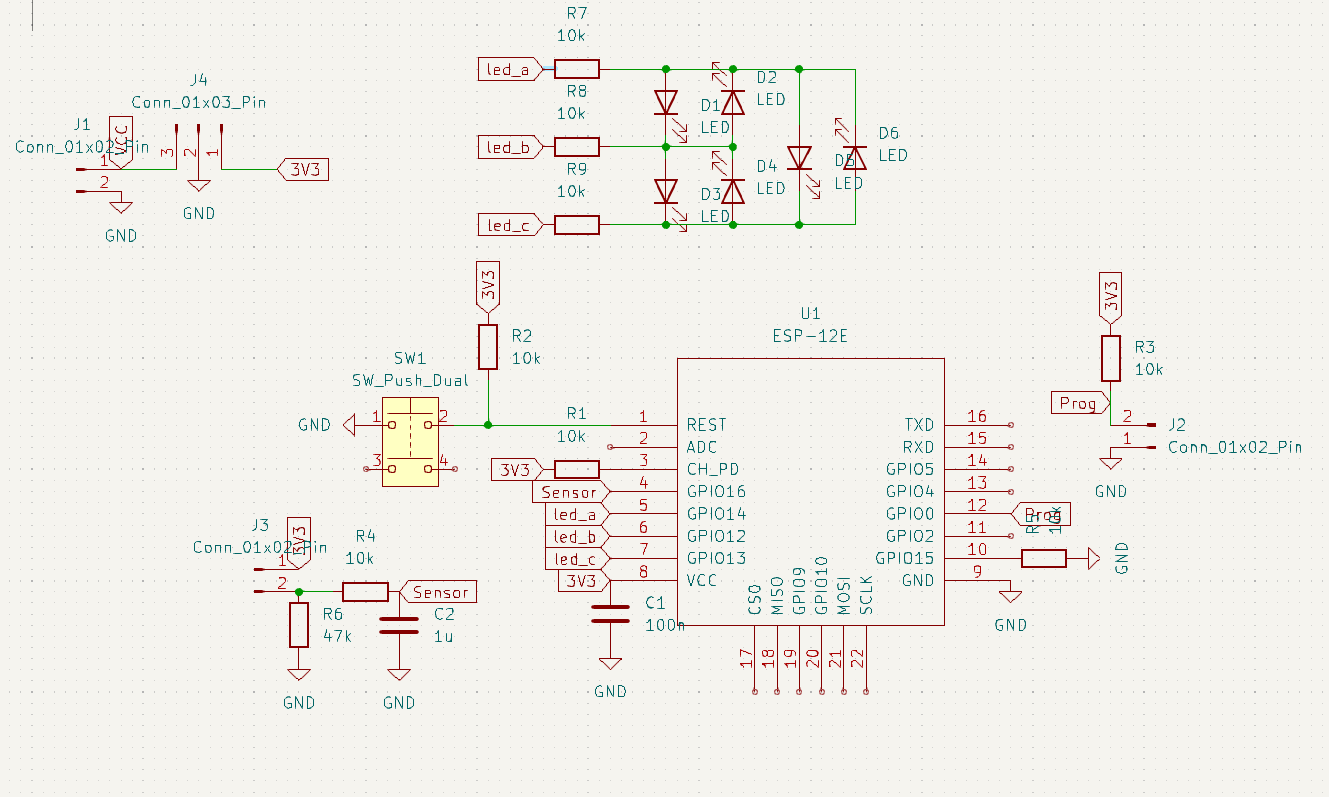 R7
10k
led_a
R8
10k
led_b
R9
10k
led_c
D2
LED
D1
LED
D4
LED
D3
LED
D5
LED
D6
LED
J4
Conn_01x03_Pin
3
2
1
3V3
GND
J1
Conn_01x02_Pin
VCC
1
2
GND
3V3
R2
10k
SW1
SW_Push_Dual
GND
1
2
3
4
R1
10k
3V3
Sensor
led_a
led_b
led_c
3V3
U1
ESP-12E
1
REST
2
ADC
3
CH_PD
4
GPIO16
5
GPIO14
6
GPIO12
7
GPIO13
8
VCC
TXD
16
RXD
15
GPIO5
14
GPIO4
13
GPIO0
12
GPIO2
11
GPIO15
10
GND
9
CS0
MISO
GPIO9
GPIO10
MOSI
SCLK
17
18
19
20
21
22
C1
100n
GND
GND
Prog
10k
GND
3V3
R3
10k
Prog
2
1
J2
Conn_01x02_Pin
GND
J3
Conn_01x02_Pin
3V3
1
2
R4
10k
Sensor
R6
47k
C2
1u
GND
GND